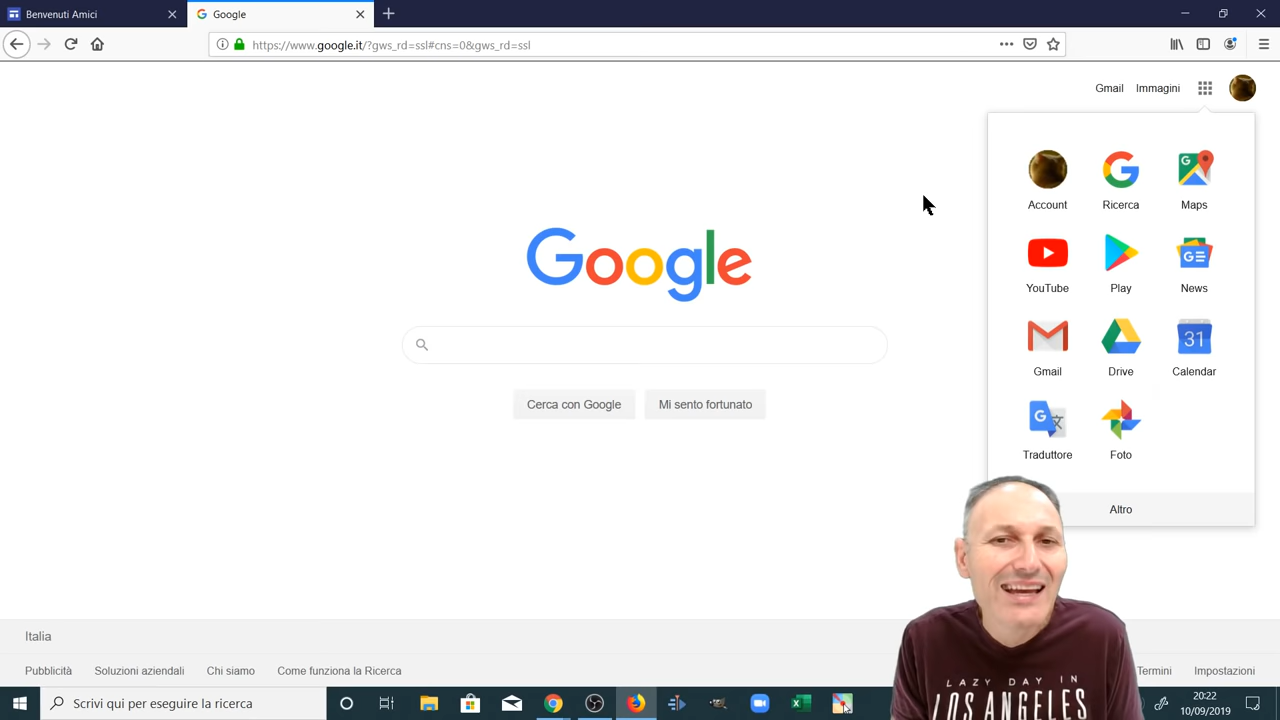 Benvenuti Amici
Google
https://www.google.it/?gws_rd=ssl#cns=0&gws_rd=ssl
Gmail Immagini
Account Ricerca Maps
YouTube Play News
Gmail Drive Calendar
31
Traduttore Foto
Altro
Google
Cerca con Google Mi sento fortunato
Italia
Pubblicità Soluzioni aziendali Chi siamo Come funziona la Ricerca
Termini Impostazioni
LAZY DAY IN
LOS ANGELES
Scrivi qui per eseguire la ricerca
20:22
10/09/2019